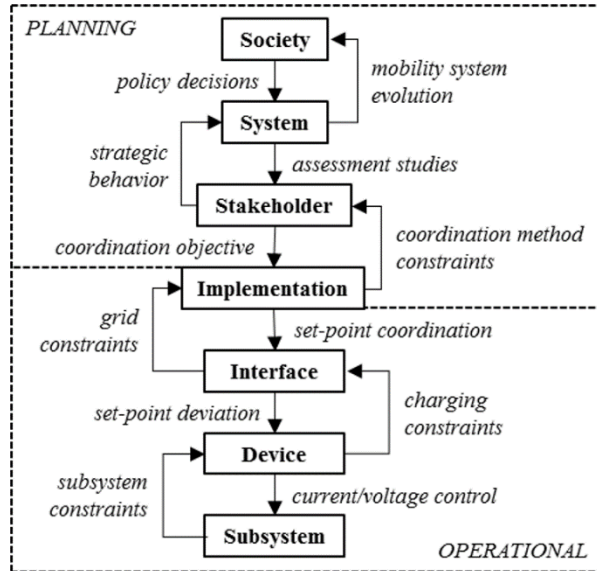 PLANNING
Society
policy decisions
mobility system
evolution
System
strategic
behavior
assessment studies
Stakeholder
coordination objective
coordination method
constraints
Implementation
grid
constraints
set-point coordination
Interface
set-point deviation
charging
constraints
Device
subsystem
constraints
current/voltage control
Subsystem
OPERATIONAL